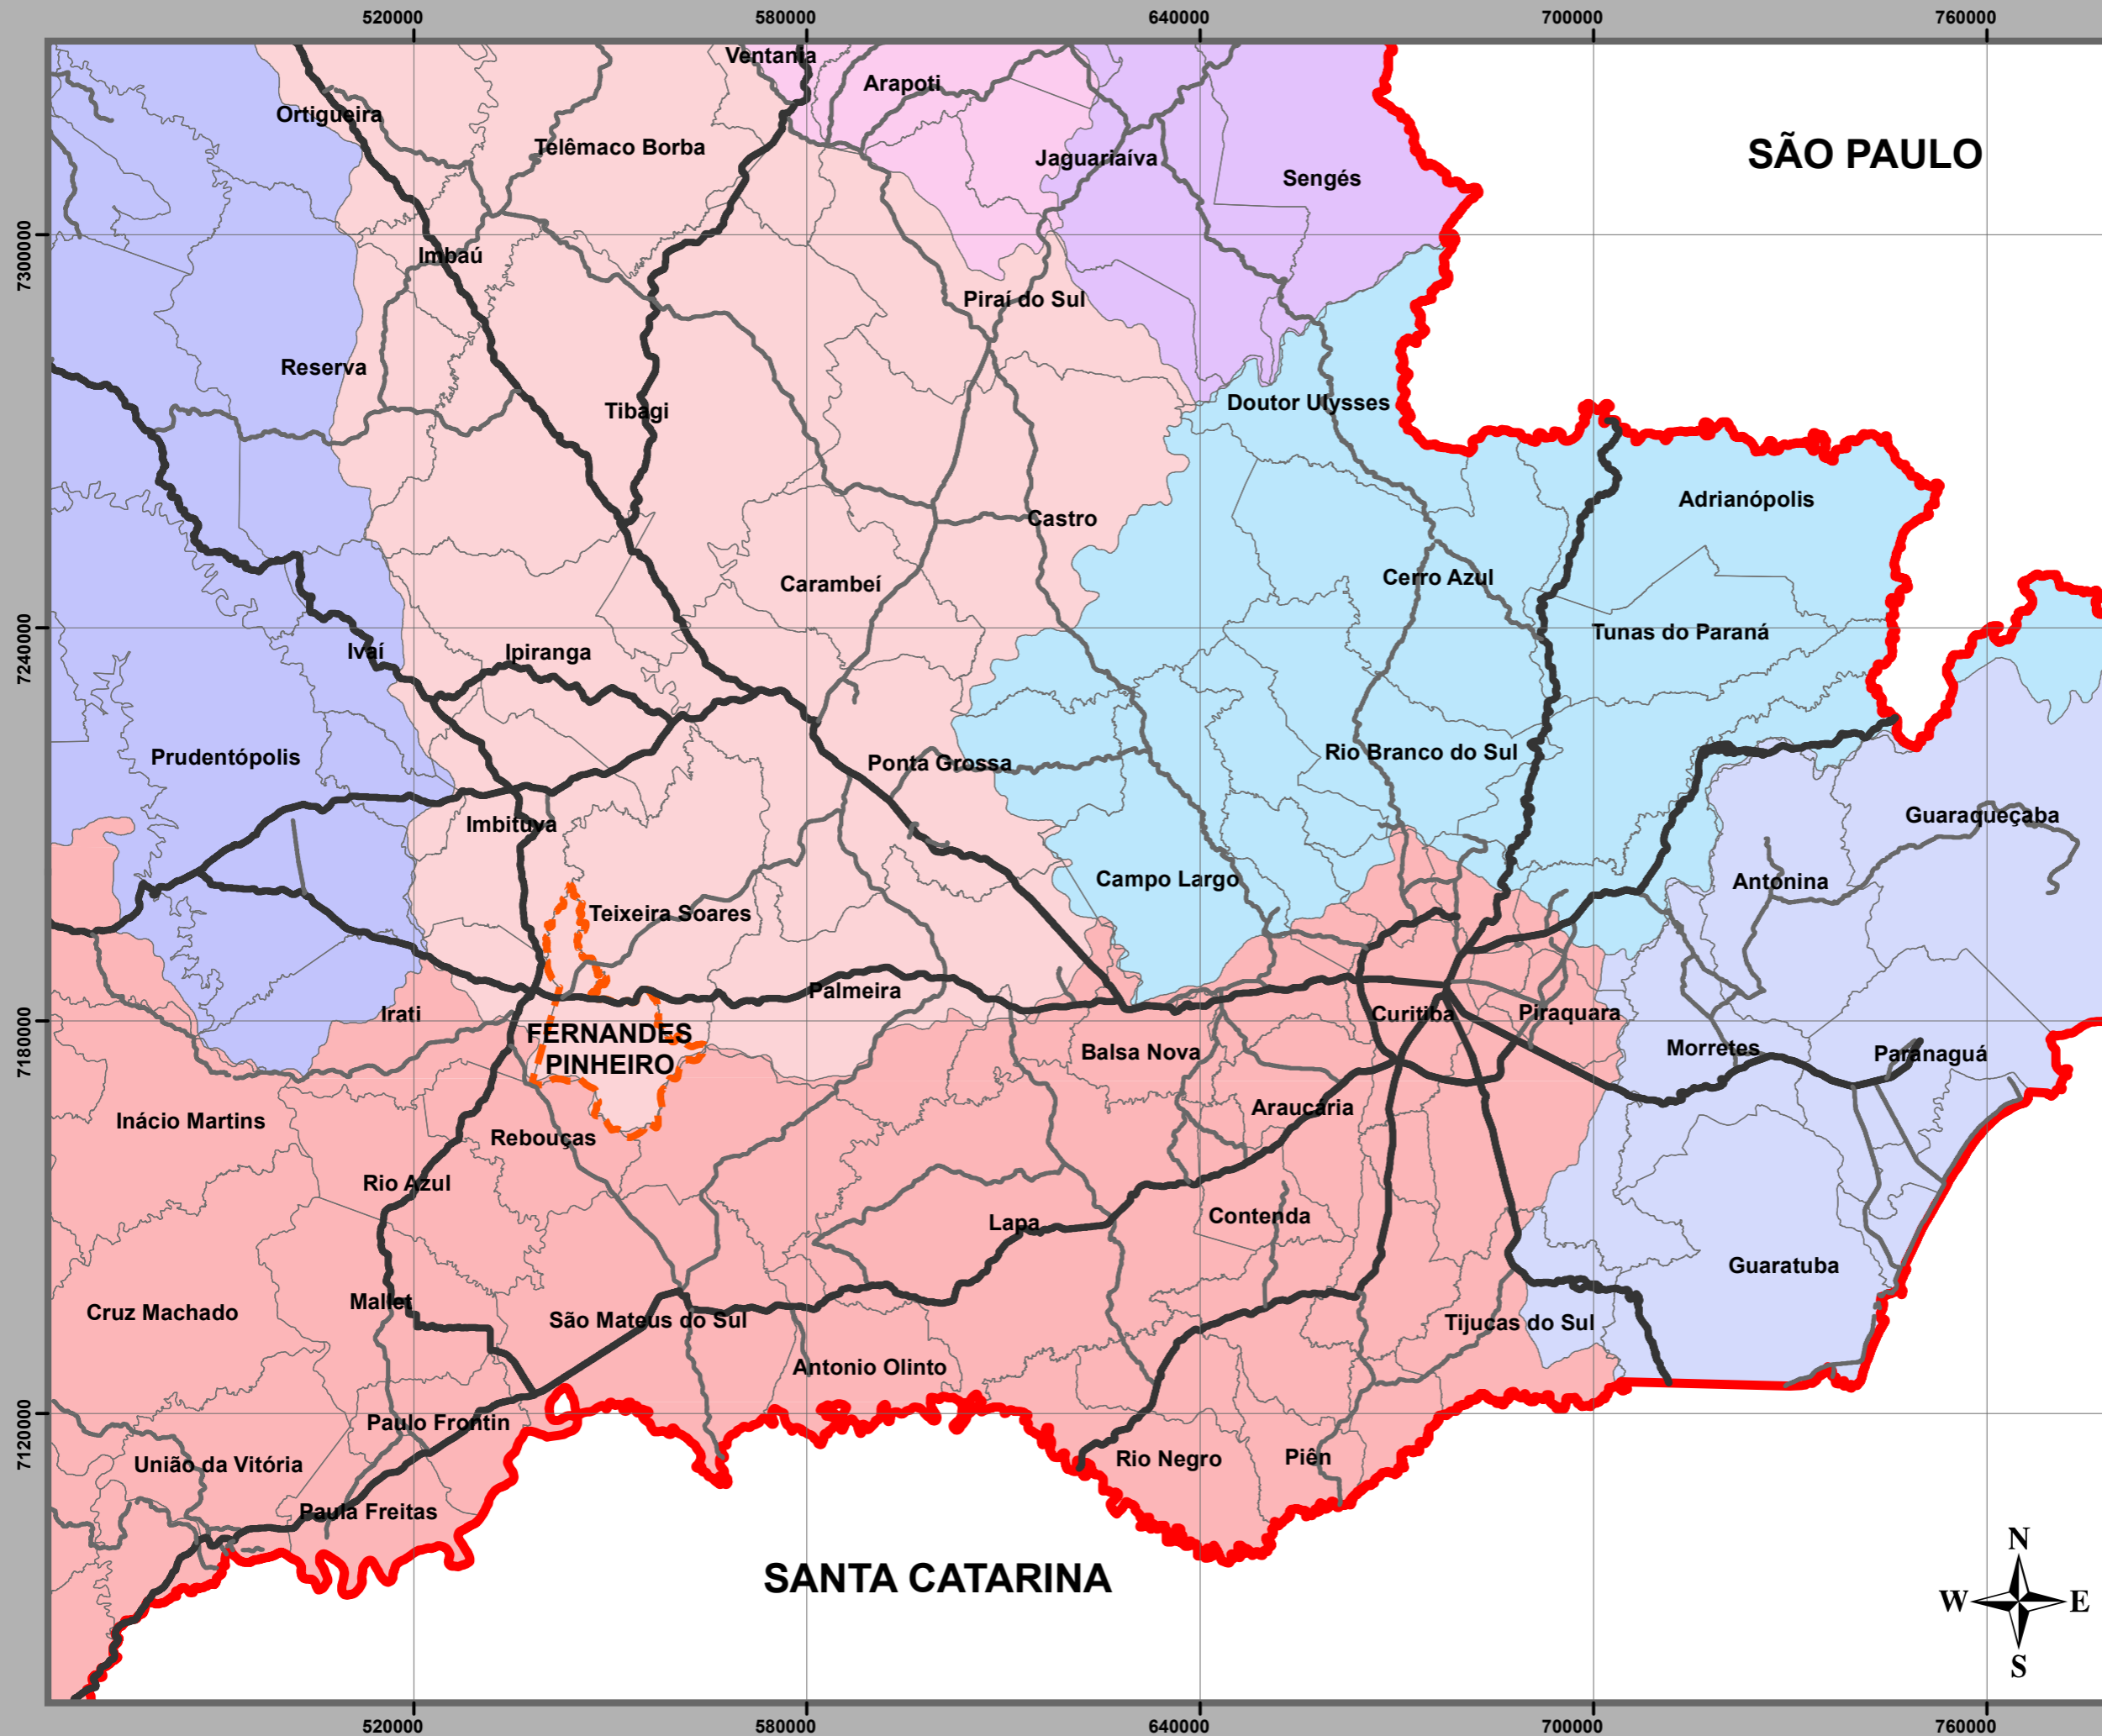 520000
580000
640000
700000
760000
Ventania
Arapoti
Ortigueira
Telêmaco Borba
Jaguariaíva
SÃO PAULO
Sengés
7300000
Imbaú
Piraí do Sul
Reserva
Tibagi
Doutor Ulysses
Adrianópolis
Castro
Carambeí
Cerro Azul
7240000
Ivaí
Ipiranga
Tunas do Paraná
Prudentópolis
Ponta Grossa
Rio Branco do Sul
Imbituva
Guaraqueçaba
Campo Largo
Antonina
Teixeira Soares
Palmeira
Irati
Curitiba
Piraquara
7180000
FERNANDES
PINHEIRO
Balsa Nova
Morretes
Paranaguá
Inácio Martins
Rebouças
Araucária
Rio Azul
Lapa
Contenda
Guaratuba
Cruz Machado
Mallet
São Mateus do Sul
Tijucas do Sul
Antonio Olinto
7120000
Paulo Frontin
União da Vitória
Rio Negro
Piên
Paula Freitas
SANTA CATARINA
N
W
E
S
520000
580000
640000
700000
760000